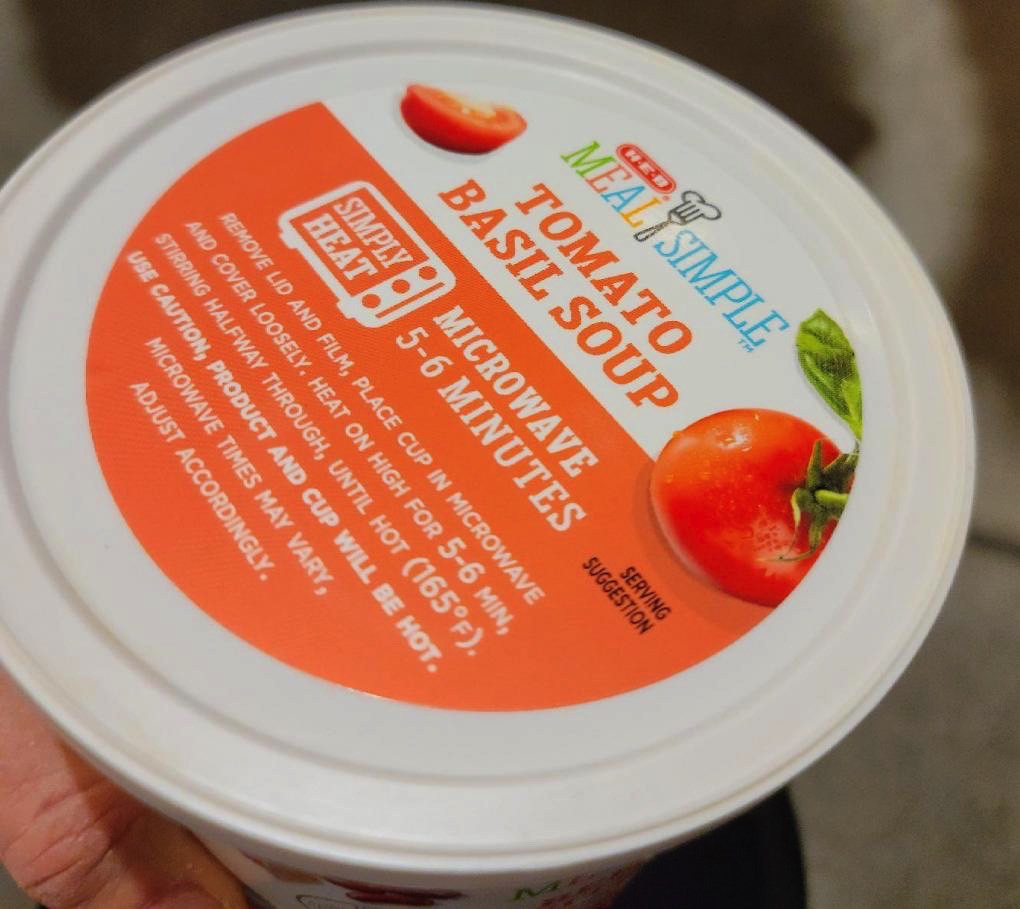 H-E-B
MEAL SIMPLE™
TOMATO
BASIL SOUP
SIMPLY
HEAT
MICROWAVE
5-6 MINUTES
REMOVE LID AND FILM, PLACE CUP IN MICROWAVE
AND COVER LOOSELY. HEAT ON HIGH FOR 5-6 MIN,
STIRRING HALFWAY THROUGH, UNTIL HOT (165°F).
USE CAUTION, PRODUCT AND CUP WILL BE HOT.
MICROWAVE TIMES MAY VARY,
ADJUST ACCORDINGLY.
SERVING
SUGGESTION